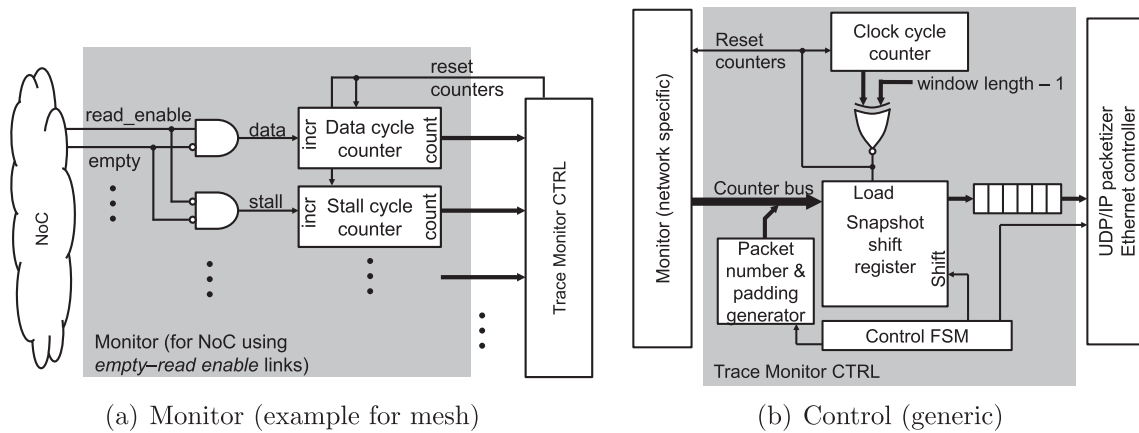 reset
counters
read_enable
data
incr
Data cycle
counter
count
empty
stall
incr
Stall cycle
counter
count
NoC
Trace Monitor CTRL
Monitor (for NoC using
empty–read enable links)
(a) Monitor (example for mesh)
Monitor (network specific)
Reset
counters
Clock cycle
counter
window length – 1
Counter bus
Load
Snapshot
shift
register
Shift
Packet
number &
padding
generator
Control FSM
UDP/IP packetizer
Ethernet controller
Trace Monitor CTRL
(b) Control (generic)